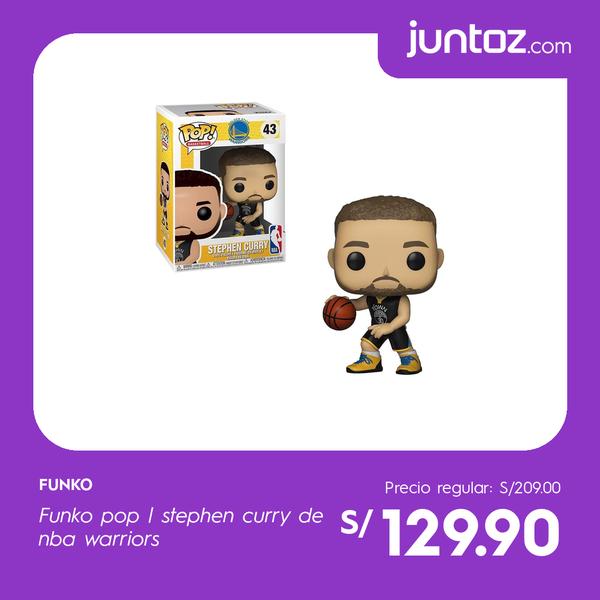 juntoz.com
POP!
BASKETBALL
43
STEPHEN CURRY
FUNKO
Precio regular: S/209.00
Funko pop | stephen curry de
nba warriors
S/129.90